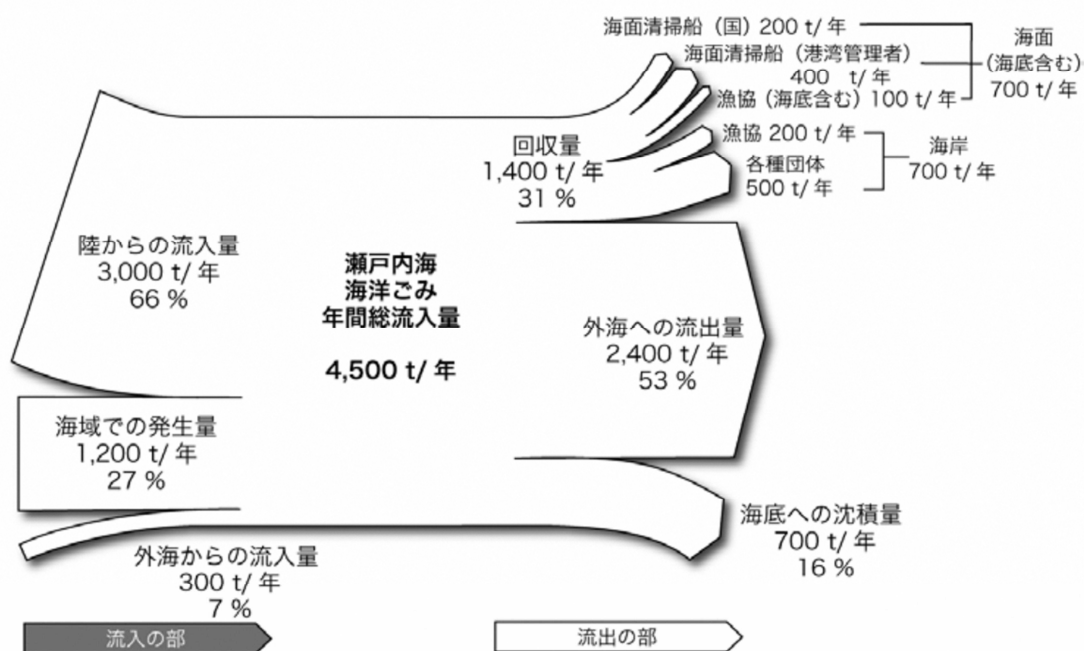 海面清掃船（国）200 t/ 年
海面清掃船（港湾管理者）
400　t/ 年
漁協（海底含む）100 t/ 年
海面
（海底含む）
700 t/ 年
漁協 200 t/ 年
各種団体
500 t/ 年
海岸
700 t/ 年
回収量
1,400 t/ 年
31 %
陸からの流入量
3,000 t/ 年
66 %
瀬戸内海
海洋ごみ
年間総流入量
4,500 t/ 年
外海への流出量
2,400 t/ 年
53 %
海域での発生量
1,200 t/ 年
27 %
海底への沈積量
700 t/ 年
16 %
外海からの流入量
300 t/ 年
7 %
流入の部
流出の部